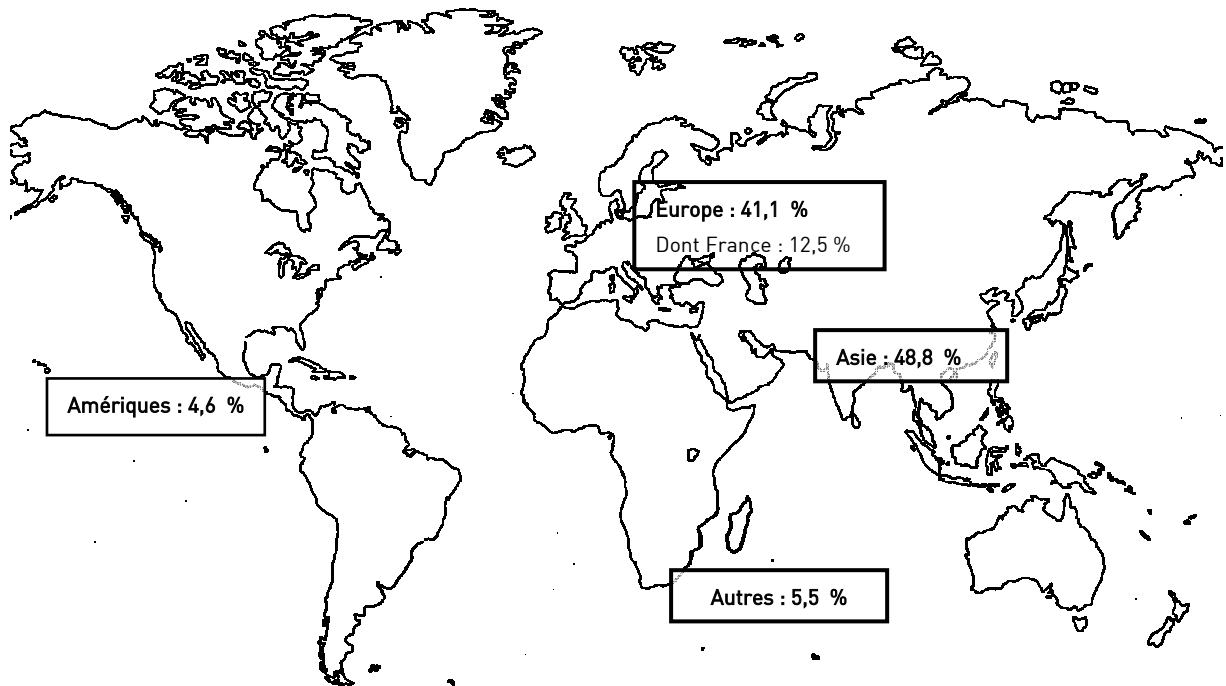 Europe : 41,1 %
Dont France : 12,5 %
Asie : 48,8 %
Amériques : 4,6 %
Autres : 5,5 %